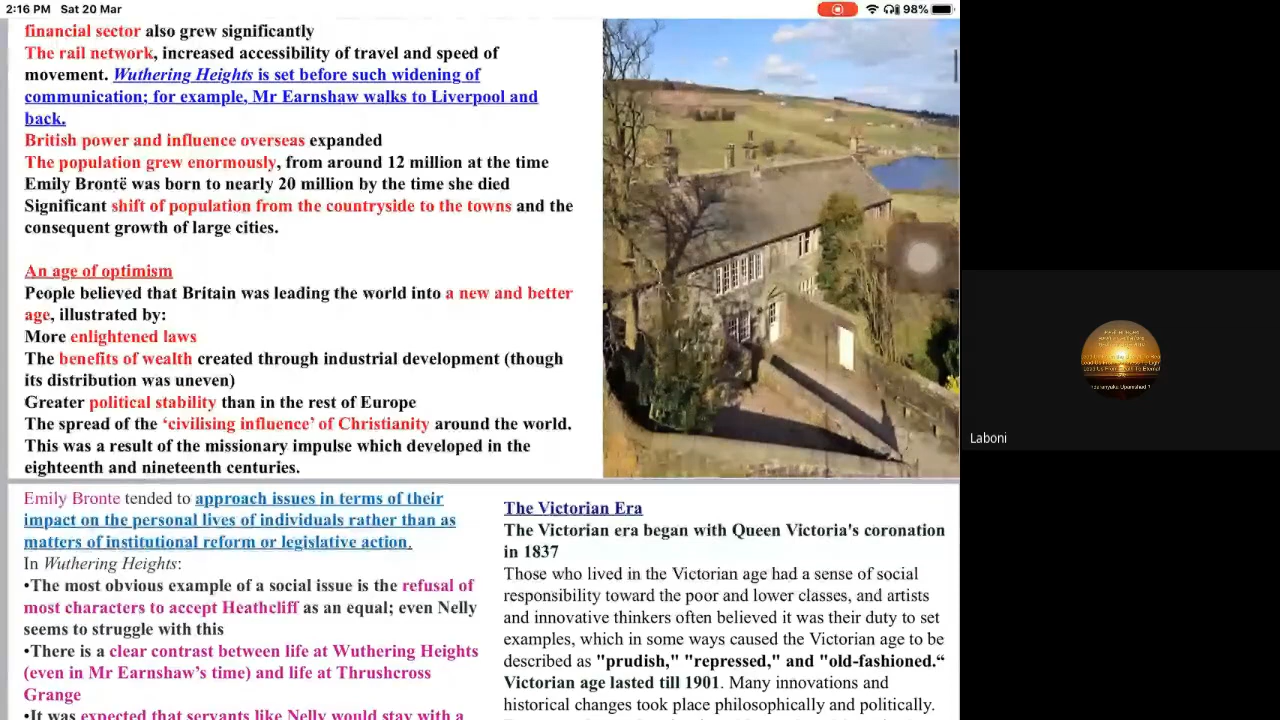 2:16 PM Sat 20 Mar
98%
financial sector also grew significantly
The rail network, increased accessibility of travel and speed of
movement. Wuthering Heights is set before such widening of
communication; for example, Mr Earnshaw walks to Liverpool and
back.
British power and influence overseas expanded
The population grew enormously, from around 12 million at the time
Emily Brontë was born to nearly 20 million by the time she died
Significant shift of population from the countryside to the towns and the
consequent growth of large cities.
An age of optimism
People believed that Britain was leading the world into a new and better
age, illustrated by:
More enlightened laws
The benefits of wealth created through industrial development (though
its distribution was uneven)
Greater political stability than in the rest of Europe
The spread of the ‘civilising influence’ of Christianity around the world.
This was a result of the missionary impulse which developed in the
eighteenth and nineteenth centuries.
Emily Bronte tended to approach issues in terms of their
impact on the personal lives of individuals rather than as
matters of institutional reform or legislative action.
In Wuthering Heights:
•The most obvious example of a social issue is the refusal of
most characters to accept Heathcliff as an equal; even Nelly
seems to struggle with this
•There is a clear contrast between life at Wuthering Heights
(even in Mr Earnshaw’s time) and life at Thrushcross
Grange
•It was expected that servants like Nelly would stay with a
The Victorian Era
The Victorian era began with Queen Victoria's coronation
in 1837
Those who lived in the Victorian age had a sense of social
responsibility toward the poor and lower classes, and artists
and innovative thinkers often believed it was their duty to set
examples, which in some ways caused the Victorian age to be
described as "prudish," "repressed," and "old-fashioned.“
Victorian age lasted till 1901. Many innovations and
historical changes took place philosophically and politically.
Laboni